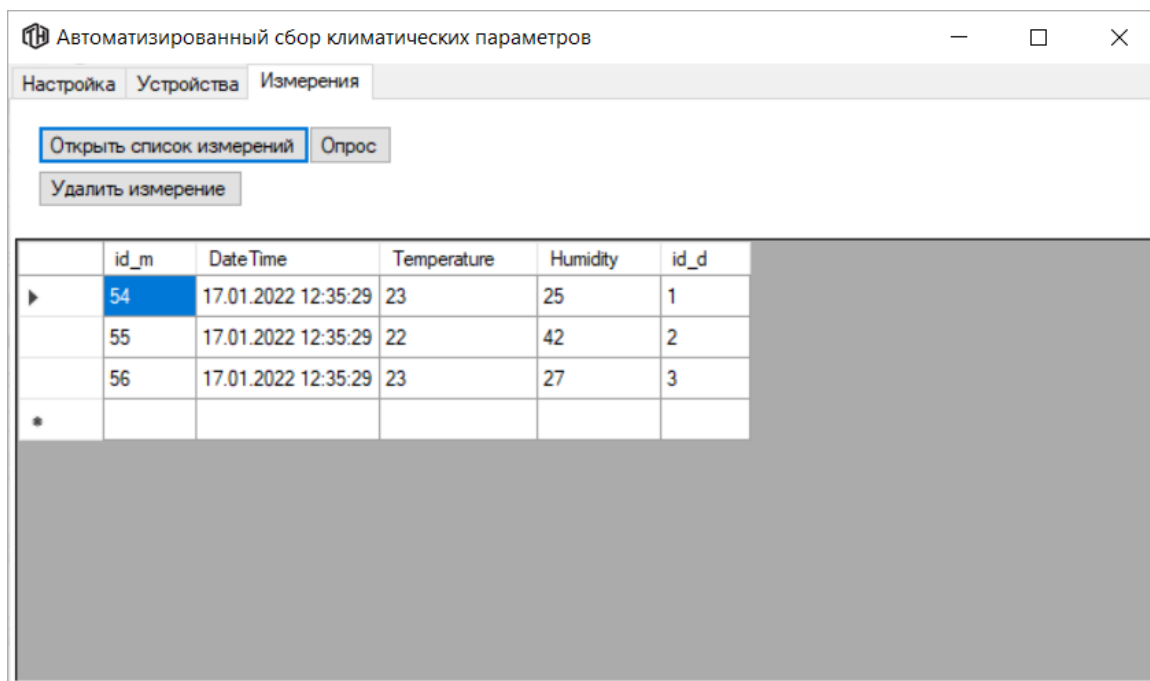 TH Автоматизированный сбор климатических параметров
Настройка Устройства Измерения
Открыть список измерений Опрос
Удалить измерение
id_m DateTime Temperature Humidity id_d
54 17.01.2022 12:35:29 23 25 1
55 17.01.2022 12:35:29 22 42 2
56 17.01.2022 12:35:29 23 27 3